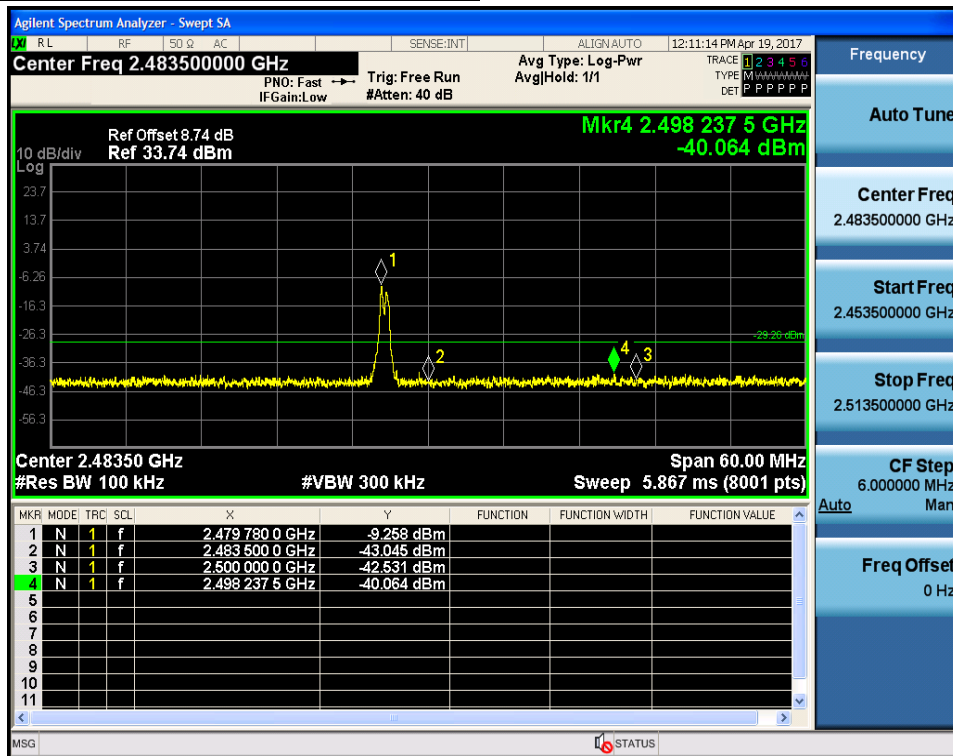 Agilent Spectrum Analyzer - Swept SA
LXI RL RF 50 Ω AC SENSE:INT ALIGNAUTO 12:11:14 PM Apr 19, 2017
Center Freq 2.483500000 GHz
PNO: Fast
IFGain:Low
Trig: Free Run
#Atten: 40 dB
Avg Type: Log-Pwr
Avg|Hold: 1/1
TRACE 1 2 3 4 5 6
TYPE M
DET P P P P P P
Mkr4 2.498 237 5 GHz
-40.064 dBm
Ref Offset 8.74 dB
10 dB/div Ref 33.74 dBm
Log
23.7
13.7
3.74
-6.26
-16.3
-26.3
-36.3
-46.3
-56.3
1
2
4
3
-29.26 dBm
Center 2.48350 GHz Span 60.00 MHz
#Res BW 100 kHz #VBW 300 kHz Sweep 5.867 ms (8001 pts)
MKR MODE TRC SCL X Y FUNCTION FUNCTION WIDTH FUNCTION VALUE
1 N 1 f 2.479 780 0 GHz -9.258 dBm
2 N 1 f 2.483 500 0 GHz -43.045 dBm
3 N 1 f 2.500 000 0 GHz -42.531 dBm
4 N 1 f 2.498 237 5 GHz -40.064 dBm
5
6
7
8
9
10
11
MSG STATUS
Frequency
Auto Tune
Center Freq
2.483500000 GHz
Start Freq
2.453500000 GHz
Stop Freq
2.513500000 GHz
CF Step
6.000000 MHz
Auto Man
Freq Offset
0 Hz